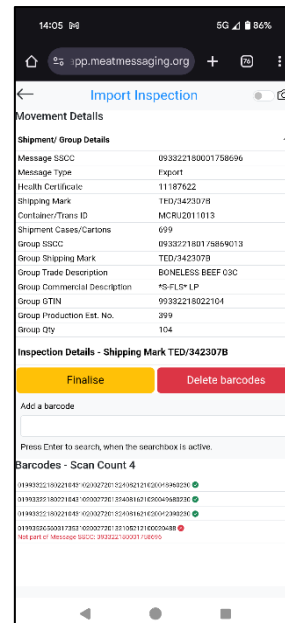 14:05
5G 86%
app.meatmessaging.org 76
Import Inspection
Movement Details
Shipment/ Group Details
Message SSCC 093322180001758696
Message Type Export
Health Certificate 11187622
Shipping Mark TED/342307B
Container/Trans ID MCRU2011013
Shipment Cases/Cartons 699
Group SSCC 093322180175869013
Group Shipping Mark TED/342307B
Group Trade Description BONELESS BEEF 03C
Group Commercial Description *S-FLS* LP
Group GTIN 99332218022104
Group Production Est. No. 399
Group Qty 104
Inspection Details - Shipping Mark TED/342307B
Finalise Delete barcodes
Add a barcode
Press Enter to search, when the searchbox is active.
Barcodes - Scan Count 4
Not part of Message SSCC: 093322180001758696